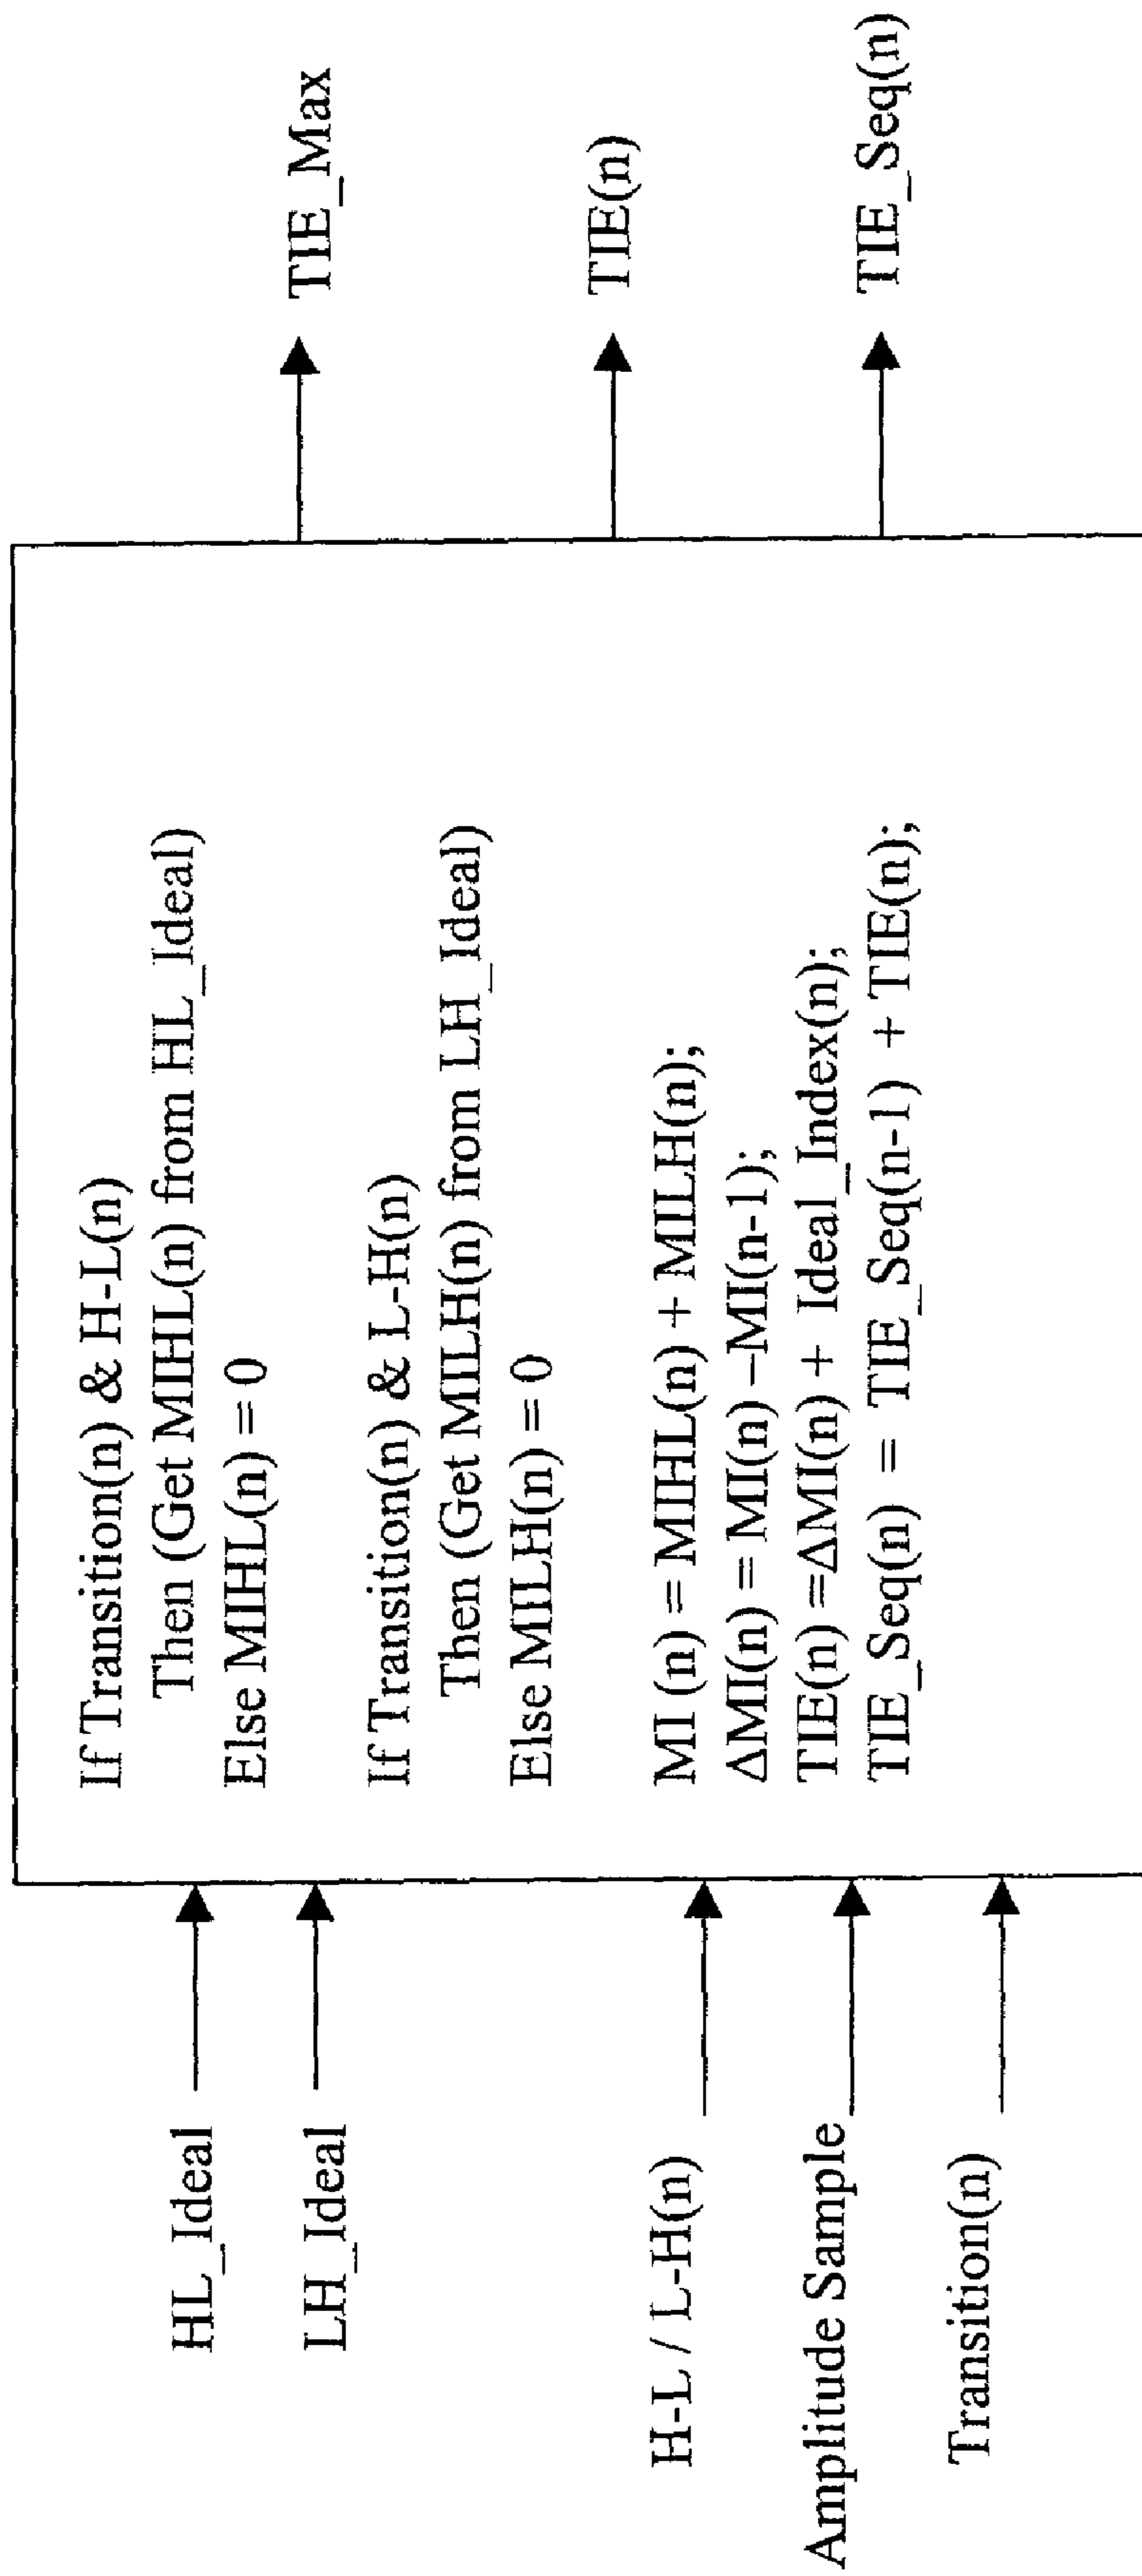 HL_Ideal
LH_Ideal
H-L / L-H(n)
Amplitude Sample
Transition(n)
If Transition(n) & H-L(n)
Then (Get MIHL(n) from HL_Ideal)
Else MIHL(n) = 0
If Transition(n) & L-H(n)
Then (Get MILH(n) from LH_Ideal)
Else MILH(n) = 0
MI (n) = MIHL(n) + MILH(n);
ΔMI(n) = MI(n) –MI(n-1);
TIE(n) =ΔMI(n) + Ideal_Index(n);
TIE_Seq(n) = TIE_Seq(n-1) + TIE(n);
TIE_Max
TIE(n)
TIE_Seq(n)